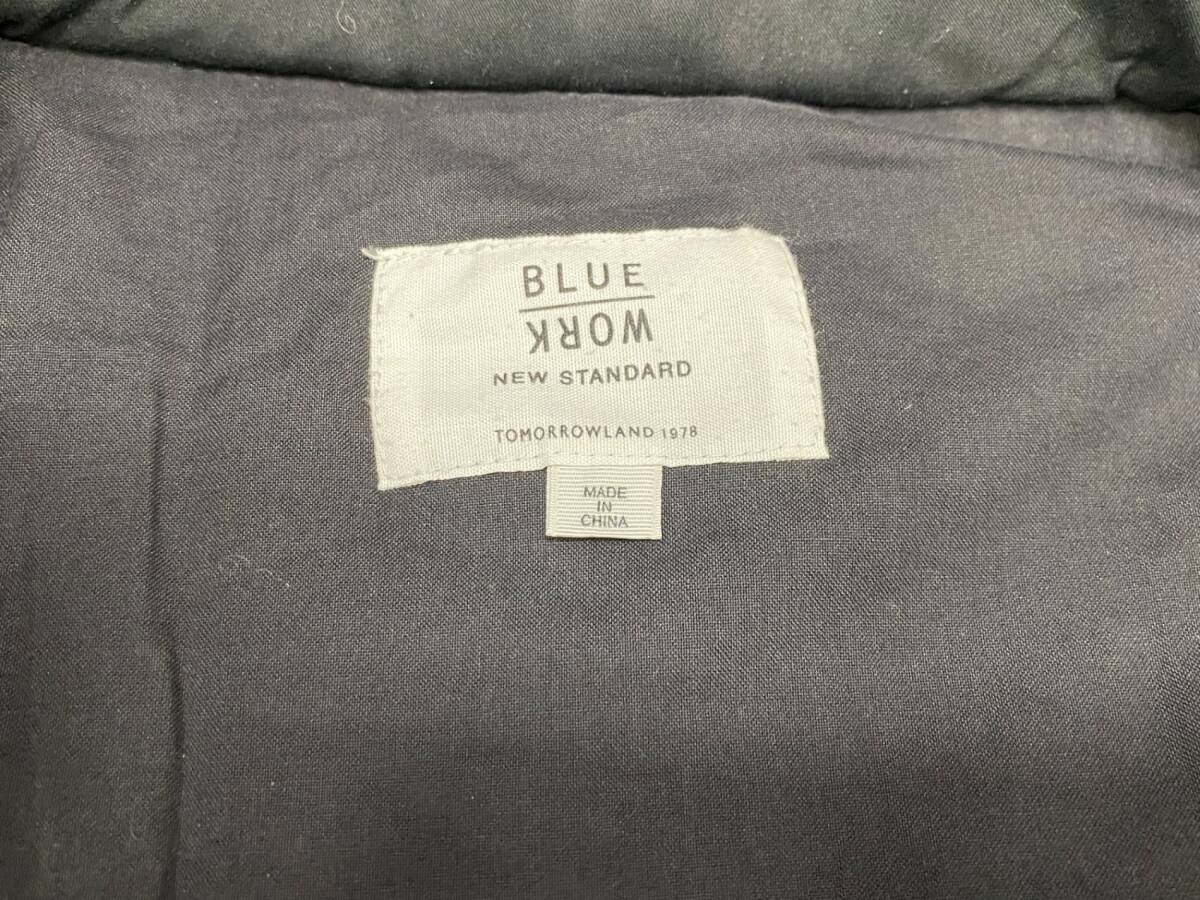 BLUE
WORK
NEW STANDARD
TOMORROWLAND 1978
MADE
IN
CHINA